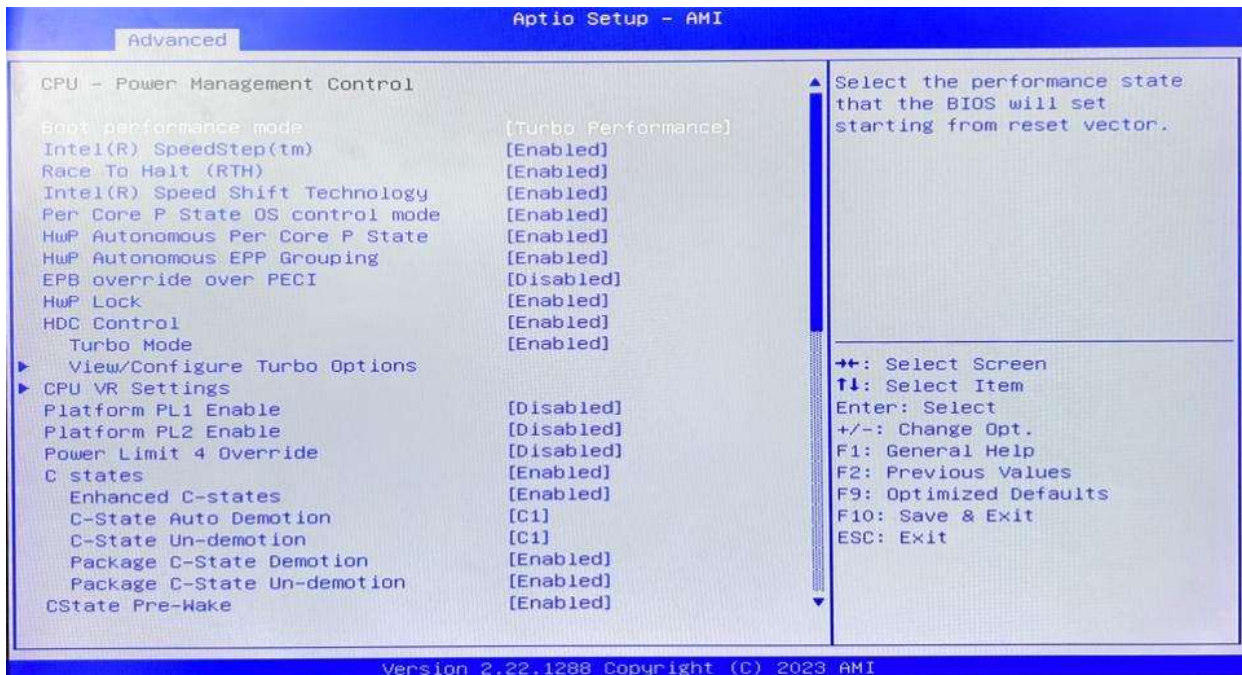 Aptio Setup - AMI
Advanced
CPU - Power Management Control
Boot performance mode [Turbo Performance]
Intel(R) SpeedStep(tm) [Enabled]
Race To Halt (RTH) [Enabled]
Intel(R) Speed Shift Technology [Enabled]
Per Core P State OS control mode [Enabled]
HwP Autonomous Per Core P State [Enabled]
HwP Autonomous EPP Grouping [Enabled]
EPB override over PECI [Disabled]
HwP Lock [Enabled]
HDC Control [Enabled]
Turbo Mode [Enabled]
View/Configure Turbo Options
CPU VR Settings
Platform PL1 Enable [Disabled]
Platform PL2 Enable [Disabled]
Power Limit 4 Override [Disabled]
C states [Enabled]
Enhanced C-states [Enabled]
C-State Auto Demotion [C1]
C-State Un-demotion [C1]
Package C-State Demotion [Enabled]
Package C-State Un-demotion [Enabled]
CState Pre-Wake [Enabled]
Select the performance state
that the BIOS will set
starting from reset vector.
→←: Select Screen
↑↓: Select Item
Enter: Select
+/-: Change Opt.
F1: General Help
F2: Previous Values
F9: Optimized Defaults
F10: Save & Exit
ESC: Exit
Version 2.22.1288 Copyright (C) 2023 AMI